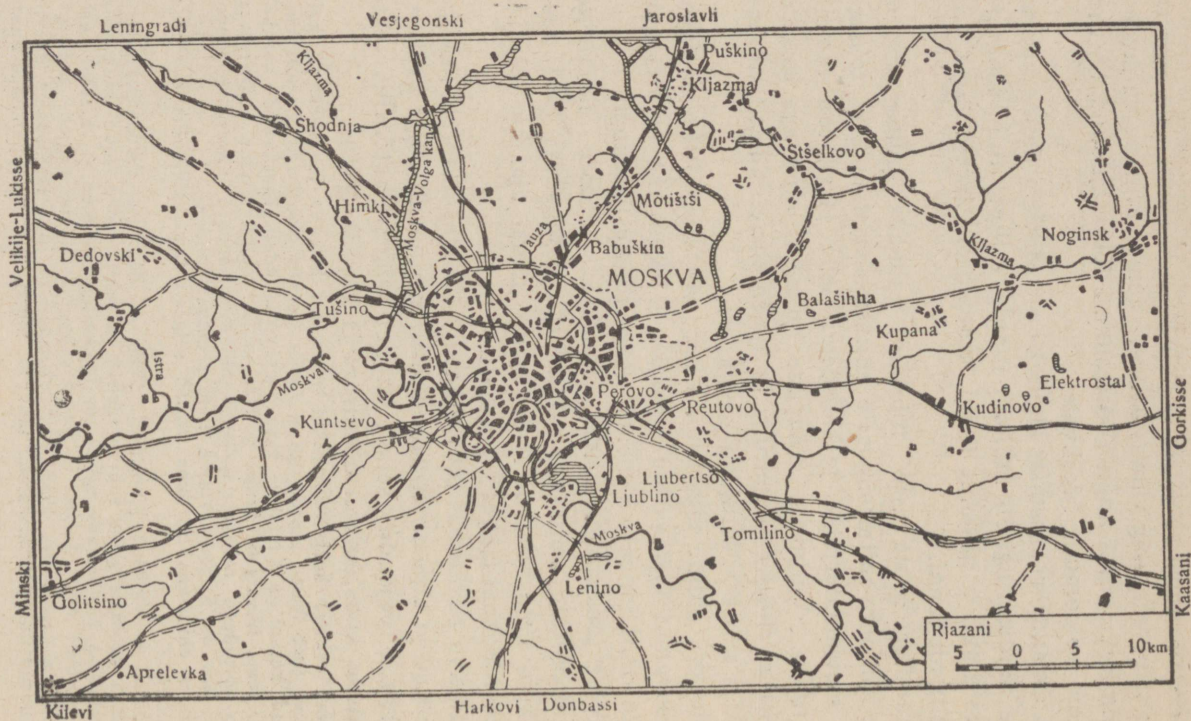 Leningradi
Vesjegonski
Jaroslavli
Puškino
Kljazma
Kljazma
Shodnja
Stšelkovo
Velikije-Lukisse
Moskva-Volga kan
Himki
Mõtištši
Jauza
Dedovski
Babuškin
Noginsk
Kljazma
MOSKVA
Balašihha
Tušino
Kupana
Istra
Moskva
Perovo
Elektrostal
Reutovo
Kudinovo
Kuntsevo
Gorkisse
Ljubertsõ
Ljublino
Moskva
Tomilino
Minski
Golitsino
Lenino
Kaasani
Rjazani
5 0 5 10 km
Aprelevka
Kiievi
Harkovi Donbassi